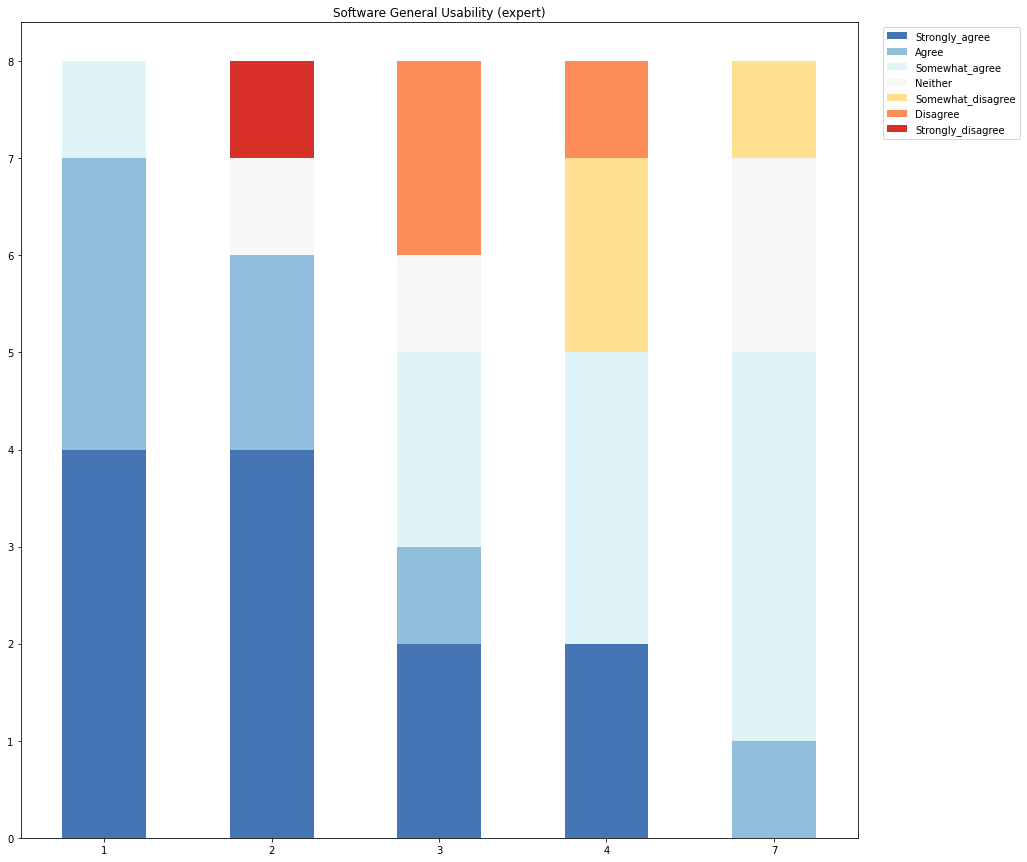 Software General Usability (expert)
Strongly_agree
Agree
Somewhat_agree
Neither
Somewhat_disagree
Disagree
Strongly_disagree
8
7
6
5
4
3
2
1
0
1 2 3 4 7